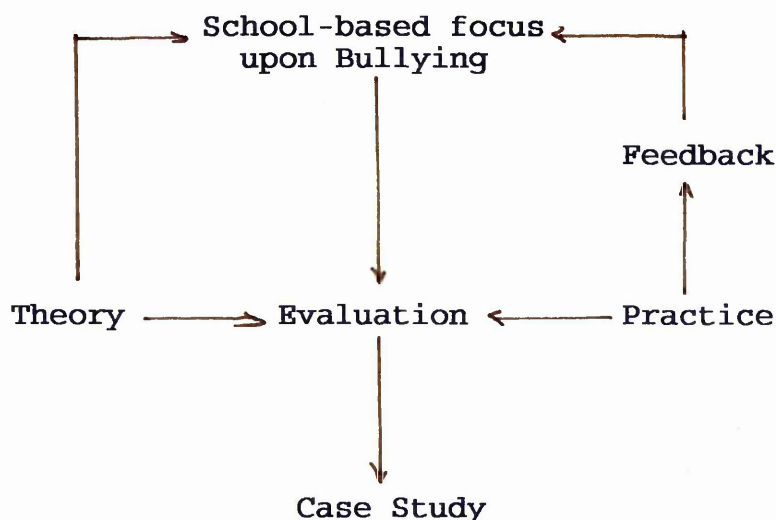 School-based focus
upon Bullying
Feedback
Theory
Evaluation
Practice
Case Study